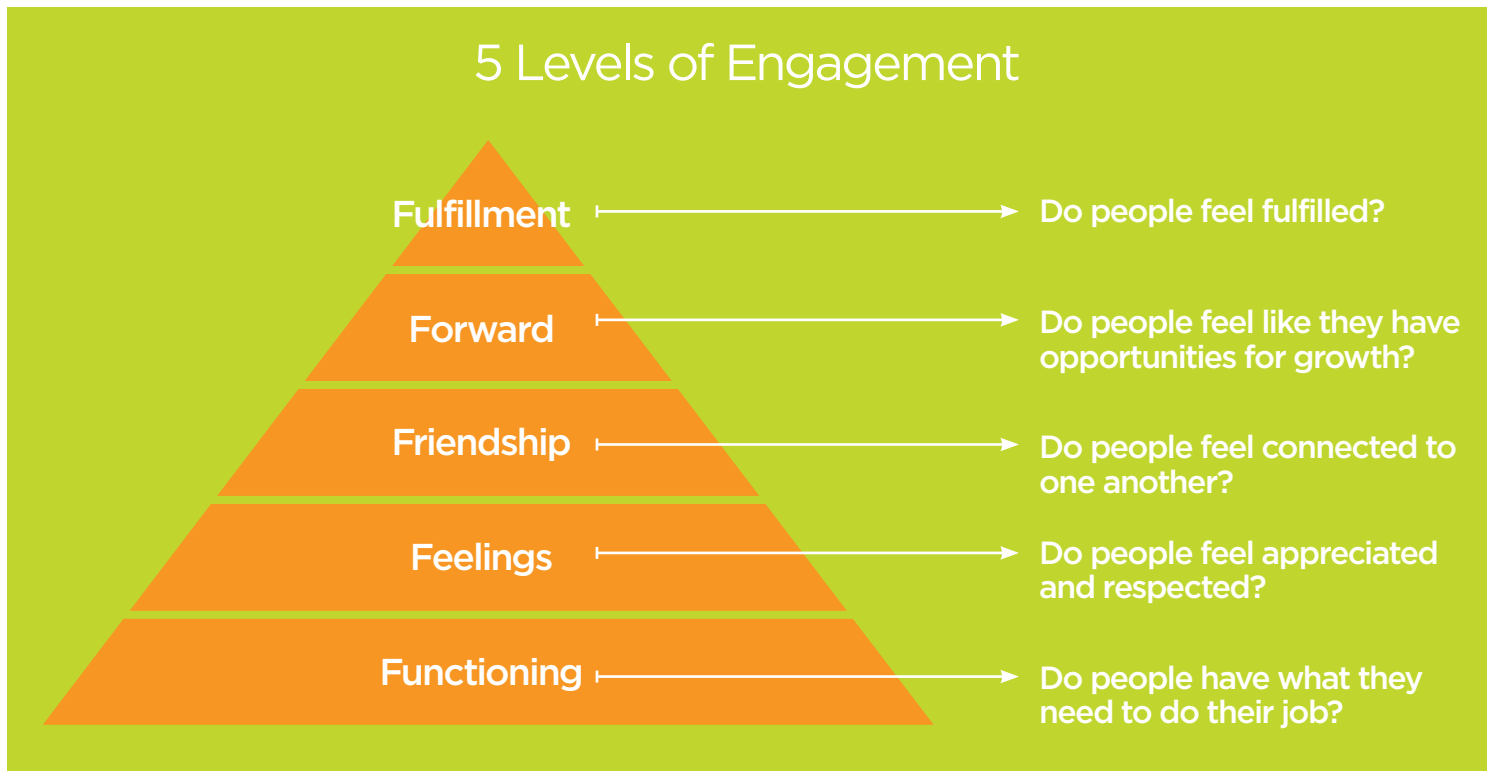 5 Levels of Engagement
Fulfillment
Do people feel fulfilled?
Forward
Do people feel like they have
opportunities for growth?
Friendship
Do people feel connected to
one another?
Feelings
Do people feel appreciated
and respected?
Functioning
Do people have what they
need to do their job?